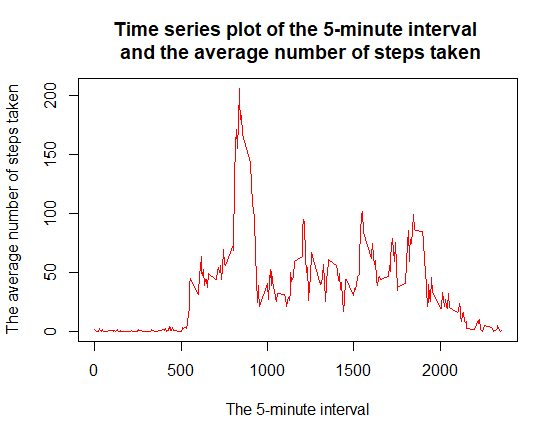 Time series plot of the 5-minute interval
and the average number of steps taken
The average number of steps taken
200
150
100
50
0
0 500 1000 1500 2000
The 5-minute interval